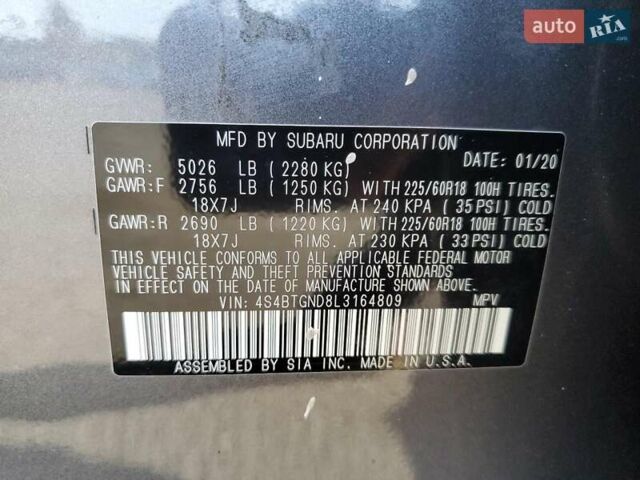 auto RIA .com
MFD BY SUBARU CORPORATION
GVWR: 5026 LB (2280 KG) DATE: 01/20
GAWR:F 2756 LB (1250 KG) WITH 225/60R18 100H TIRES.
18X7J RIMS. AT 240 KPA (35 PSI) COLD
GAWR:R 2690 LB (1220 KG) WITH 225/60R18 100H TIRES.
18X7J RIMS. AT 230 KPA (33 PSI) COLD
THIS VEHICLE CONFORMS TO ALL APPLICABLE FEDERAL MOTOR
VEHICLE SAFETY AND THEFT PREVENTION STANDARDS
IN EFFECT ON THE DATE OF MANUFACTURE SHOWN ABOVE.
VIN: 4S4BTGND8L3164809 MPV
ASSEMBLED BY SIA INC. MADE IN U.S.A.